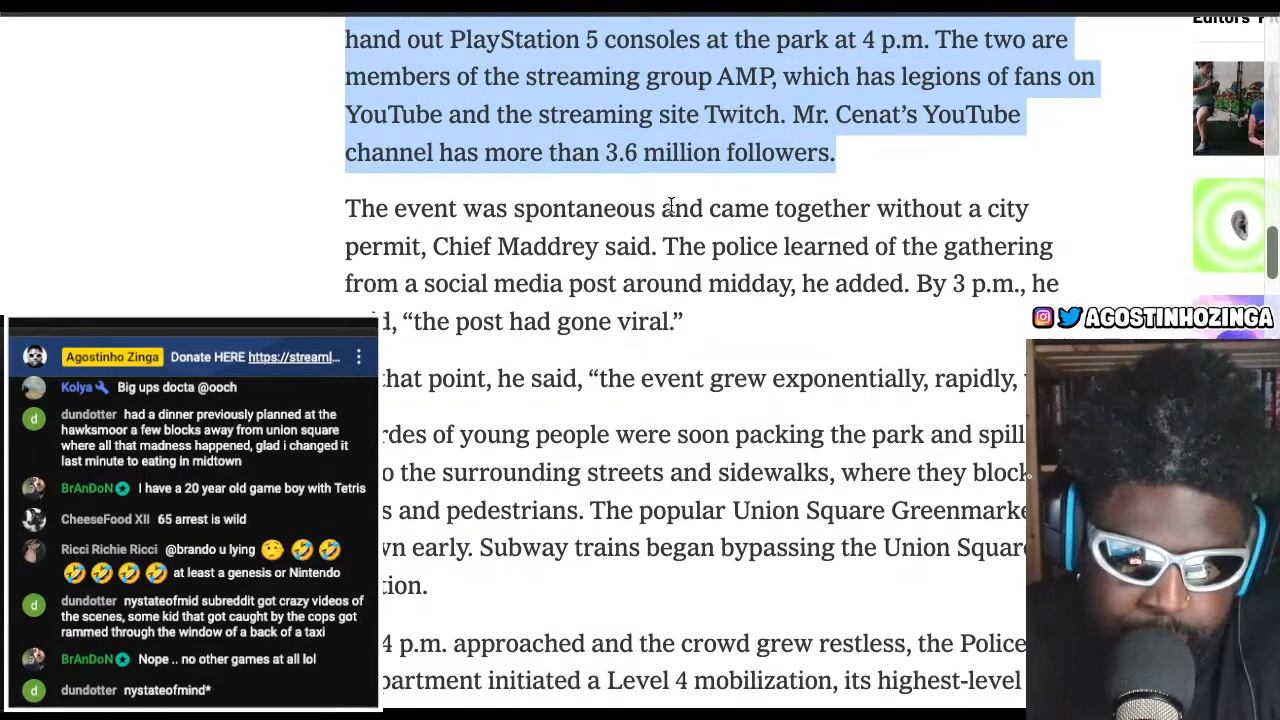 Editors'
hand out PlayStation 5 consoles at the park at 4 p.m. The two are
members of the streaming group AMP, which has legions of fans on
YouTube and the streaming site Twitch. Mr. Cenat’s YouTube
channel has more than 3.6 million followers.
The event was spontaneous and came together without a city
permit, Chief Maddrey said. The police learned of the gathering
from a social media post around midday, he added. By 3 p.m., he
d, “the post had gone viral.”
that point, he said, “the event grew exponentially, rapidly,
rdes of young people were soon packing the park and spill
o the surrounding streets and sidewalks, where they block
s and pedestrians. The popular Union Square Greenmarke
wn early. Subway trains began bypassing the Union Square
tion.
4 p.m. approached and the crowd grew restless, the Police
partment initiated a Level 4 mobilization, its highest-level
AGOSTINHOZINGA
Agostinho Zinga Donate HERE https://streaml...
Kolya Big ups docta @ooch
dundotter had a dinner previously planned at the
hawksmoor a few blocks away from union square
where all that madness happened, glad i changed it
last minute to eating in midtown
BrAnDoN I have a 20 year old game boy with Tetris
CheeseFood XII 65 arrest is wild
Ricci Richie Ricci @brando u lying 🤔 🤣 🤣
🤣 🤣 🤣 🤣 at least a genesis or Nintendo
dundotter nystateofmid subreddit got crazy videos of
the scenes, some kid that got caught by the cops got
rammed through the window of a back of a taxi
BrAnDoN Nope .. no other games at all lol
dundotter nystateofmind*